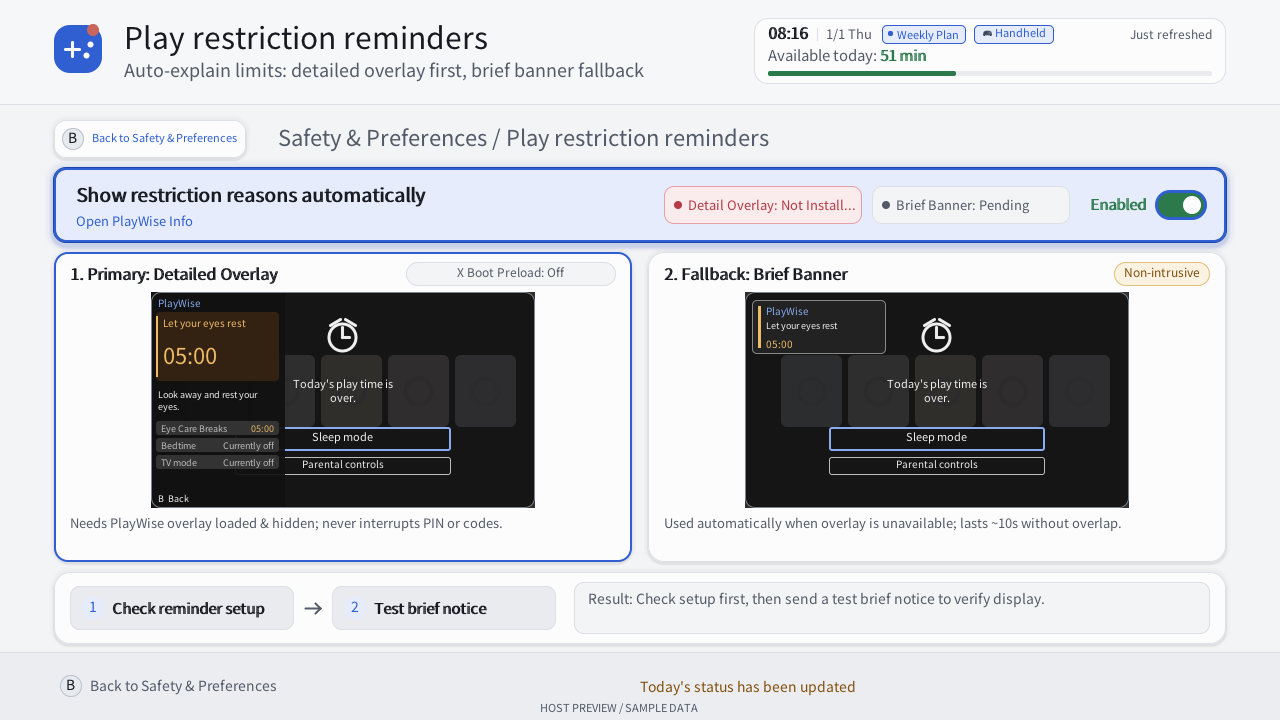 Play restriction reminders
Auto-explain limits: detailed overlay first, brief banner fallback
08:16 1/1 Thu Weekly Plan Handheld Just refreshed
Available today: 51 min
B Back to Safety & Preferences
Safety & Preferences / Play restriction reminders
Show restriction reasons automatically
Open PlayWise Info
Detail Overlay: Not Install...
Brief Banner: Pending
Enabled
1. Primary: Detailed Overlay
X Boot Preload: Off
PlayWise
Let your eyes rest
05:00
Look away and rest your
eyes.
Eye Care Breaks 05:00
Bedtime Currently off
TV mode Currently off
B Back
Today's play time is
over.
Sleep mode
Parental controls
Needs PlayWise overlay loaded & hidden; never interrupts PIN or codes.
2. Fallback: Brief Banner
Non-intrusive
PlayWise
Let your eyes rest
05:00
Today's play time is
over.
Sleep mode
Parental controls
Used automatically when overlay is unavailable; lasts ~10s without overlap.
1 Check reminder setup
2 Test brief notice
Result: Check setup first, then send a test brief notice to verify display.
B Back to Safety & Preferences
Today's status has been updated
HOST PREVIEW / SAMPLE DATA